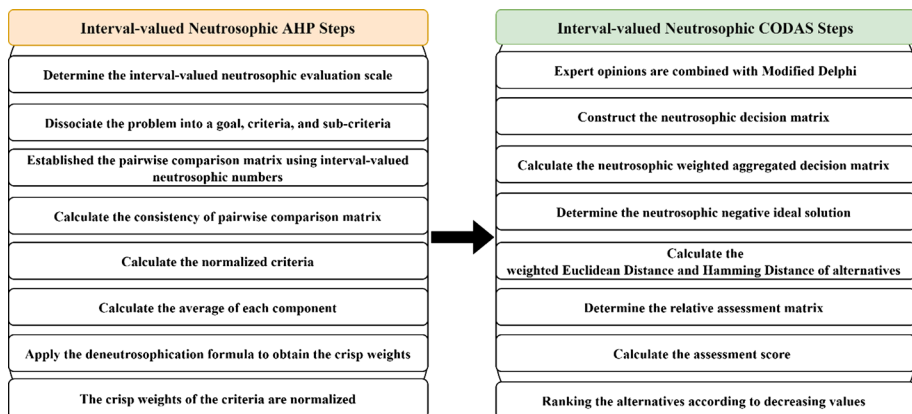 Interval-valued Neutrosophic AHP Steps
Determine the interval-valued neutrosophic evaluation scale
Dissociate the problem into a goal, criteria, and sub-criteria
Established the pairwise comparison matrix using interval-valued
neutrosophic numbers
Calculate the consistency of pairwise comparison matrix
Calculate the normalized criteria
Calculate the average of each component
Apply the deneutrosophication formula to obtain the crisp weights
The crisp weights of the criteria are normalized
Interval-valued Neutrosophic CODAS Steps
Expert opinions are combined with Modified Delphi
Construct the neutrosophic decision matrix
Calculate the neutrosophic weighted aggregated decision matrix
Determine the neutrosophic negative ideal solution
Calculate the
weighted Euclidean Distance and Hamming Distance of alternatives
Determine the relative assessment matrix
Calculate the assessment score
Ranking the alternatives according to decreasing values